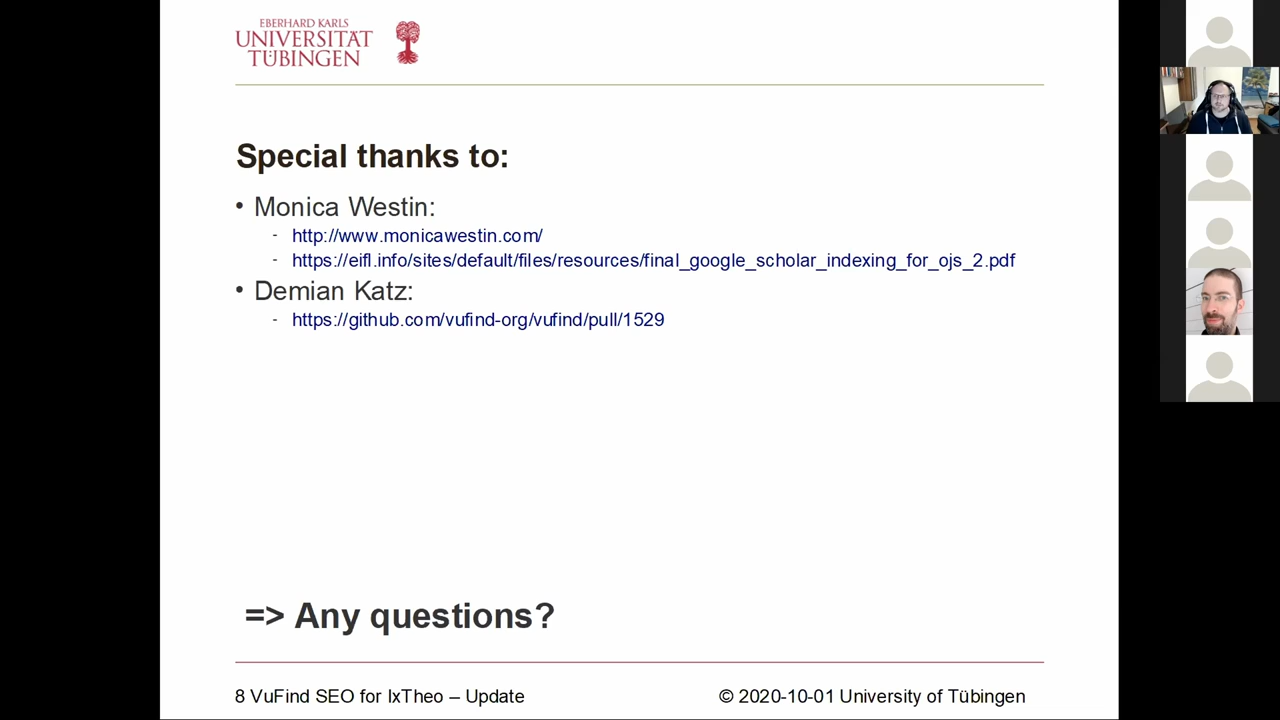 EBERHARD KARLS
UNIVERSITÄT
TÜBINGEN
Special thanks to:
• Monica Westin:
- http://www.monicawestin.com/
- https://eifl.info/sites/default/files/resources/final_google_scholar_indexing_for_ojs_2.pdf
• Demian Katz:
- https://github.com/vufind-org/vufind/pull/1529
=> Any questions?
8 VuFind SEO for IxTheo – Update
© 2020-10-01 University of Tübingen